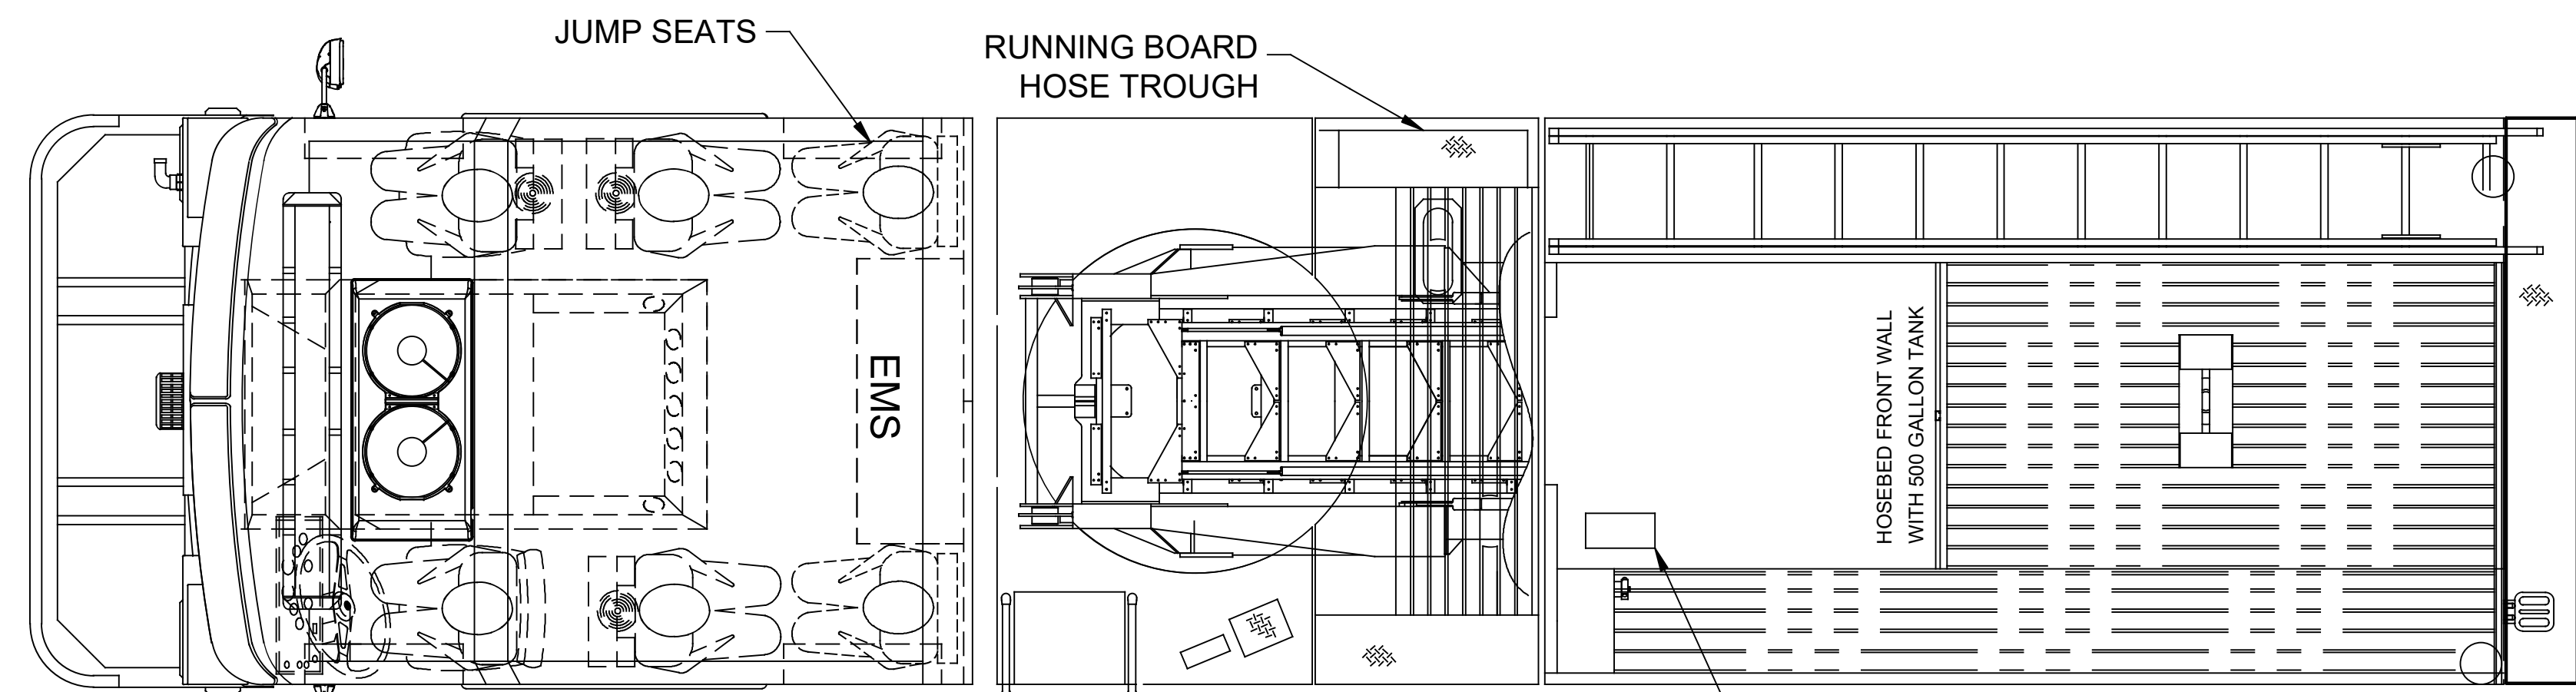 JUMP SEATS
RUNNING BOARD
HOSE TROUGH
EMS
HOSEBED FRONT WALL
WITH 500 GALLON TANK